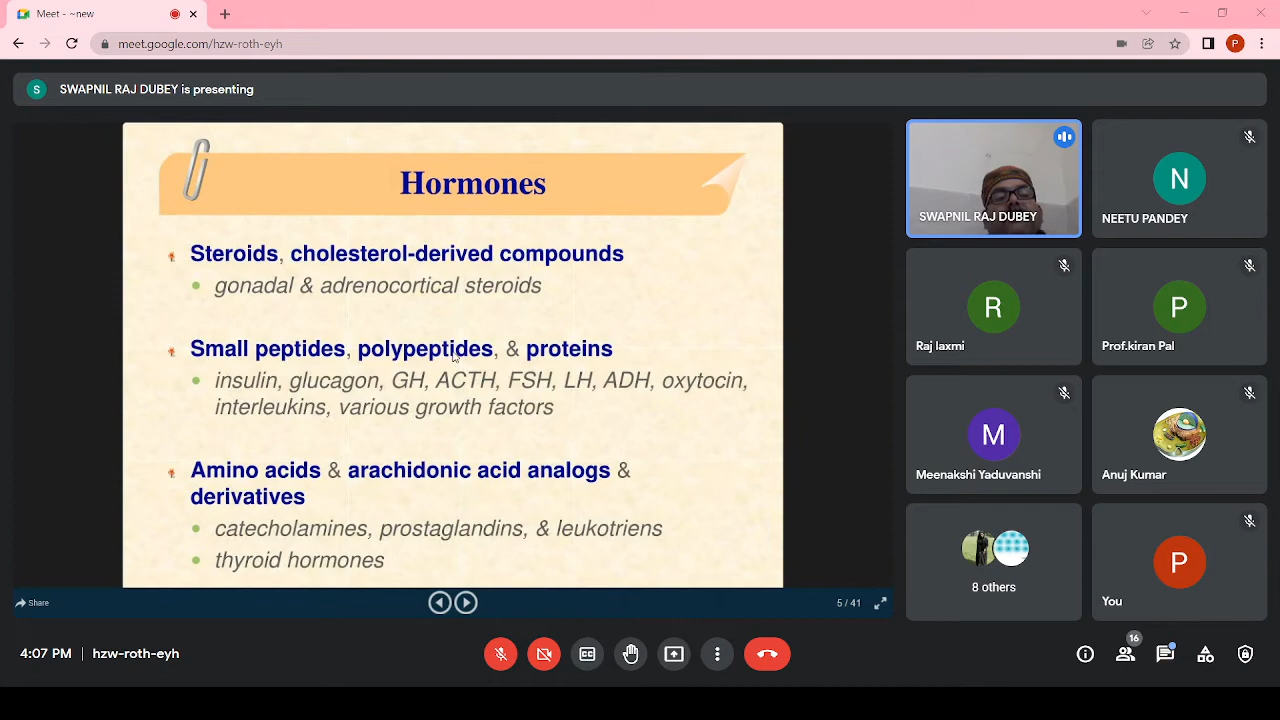 Meet - ~new
meet.google.com/hzw-roth-eyh
P
S SWAPNIL RAJ DUBEY is presenting
Hormones
Steroids, cholesterol-derived compounds
gonadal & adrenocortical steroids
Small peptides, polypeptides, & proteins
insulin, glucagon, GH, ACTH, FSH, LH, ADH, oxytocin,
interleukins, various growth factors
Amino acids & arachidonic acid analogs &
derivatives
catecholamines, prostaglandins, & leukotriens
thyroid hormones
Share
5 / 41
SWAPNIL RAJ DUBEY
N
NEETU PANDEY
R
Raj laxmi
P
Prof.kiran Pal
M
Meenakshi Yaduvanshi
Anuj Kumar
8 others
P
You
4:07 PM | hzw-roth-eyh
CC
16